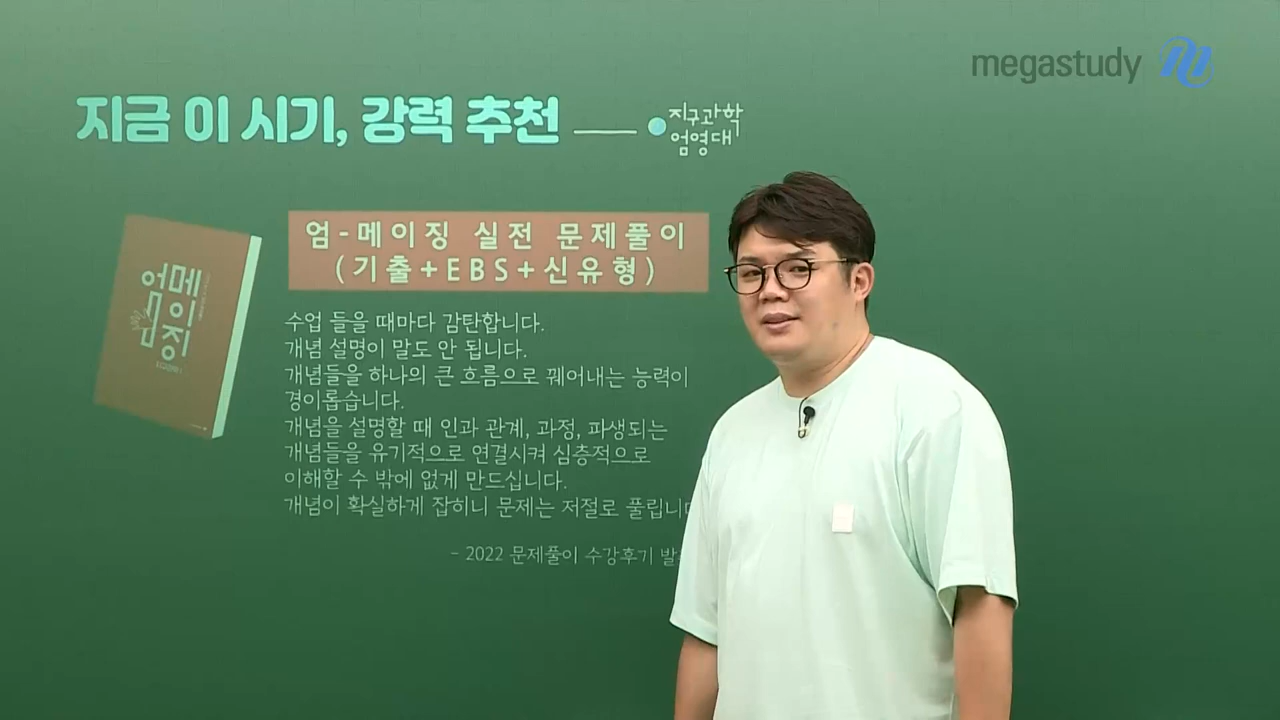 megastudy
지금 이 시기, 강력 추천
지구과학
엄영대
엄-메이징 실전 문제풀이
(기출+EBS+신유형)
엄메이징
수업 들을 때마다 감탄합니다.
개념 설명이 말도 안 됩니다.
개념들을 하나의 큰 흐름으로 꿰어내는 능력이
경이롭습니다.
개념을 설명할 때 인과 관계, 과정, 파생되는
개념들을 유기적으로 연결시켜 심층적으로
이해할 수 밖에 없게 만드십니다.
개념이 확실하게 잡히니 문제는 저절로 풀립니
- 2022 문제풀이 수강후기